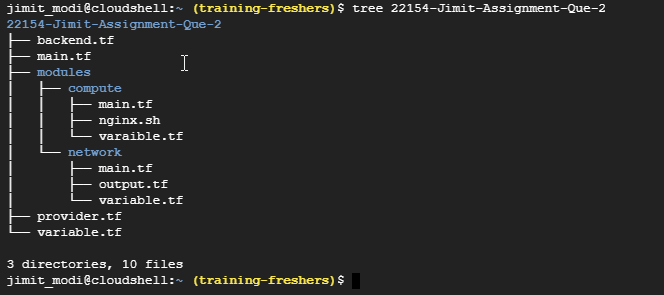 jimit_modi@cloudshell:~ (training-freshers)$ tree 22154-Jimit-Assignment-Que-2
22154-Jimit-Assignment-Que-2
├── backend.tf
├── main.tf
├── modules
│   ├── compute
│   │   ├── main.tf
│   │   ├── nginx.sh
│   │   └── varaible.tf
│   └── network
│       ├── main.tf
│       ├── output.tf
│       └── variable.tf
├── provider.tf
└── variable.tf
3 directories, 10 files
jimit_modi@cloudshell:~ (training-freshers)$